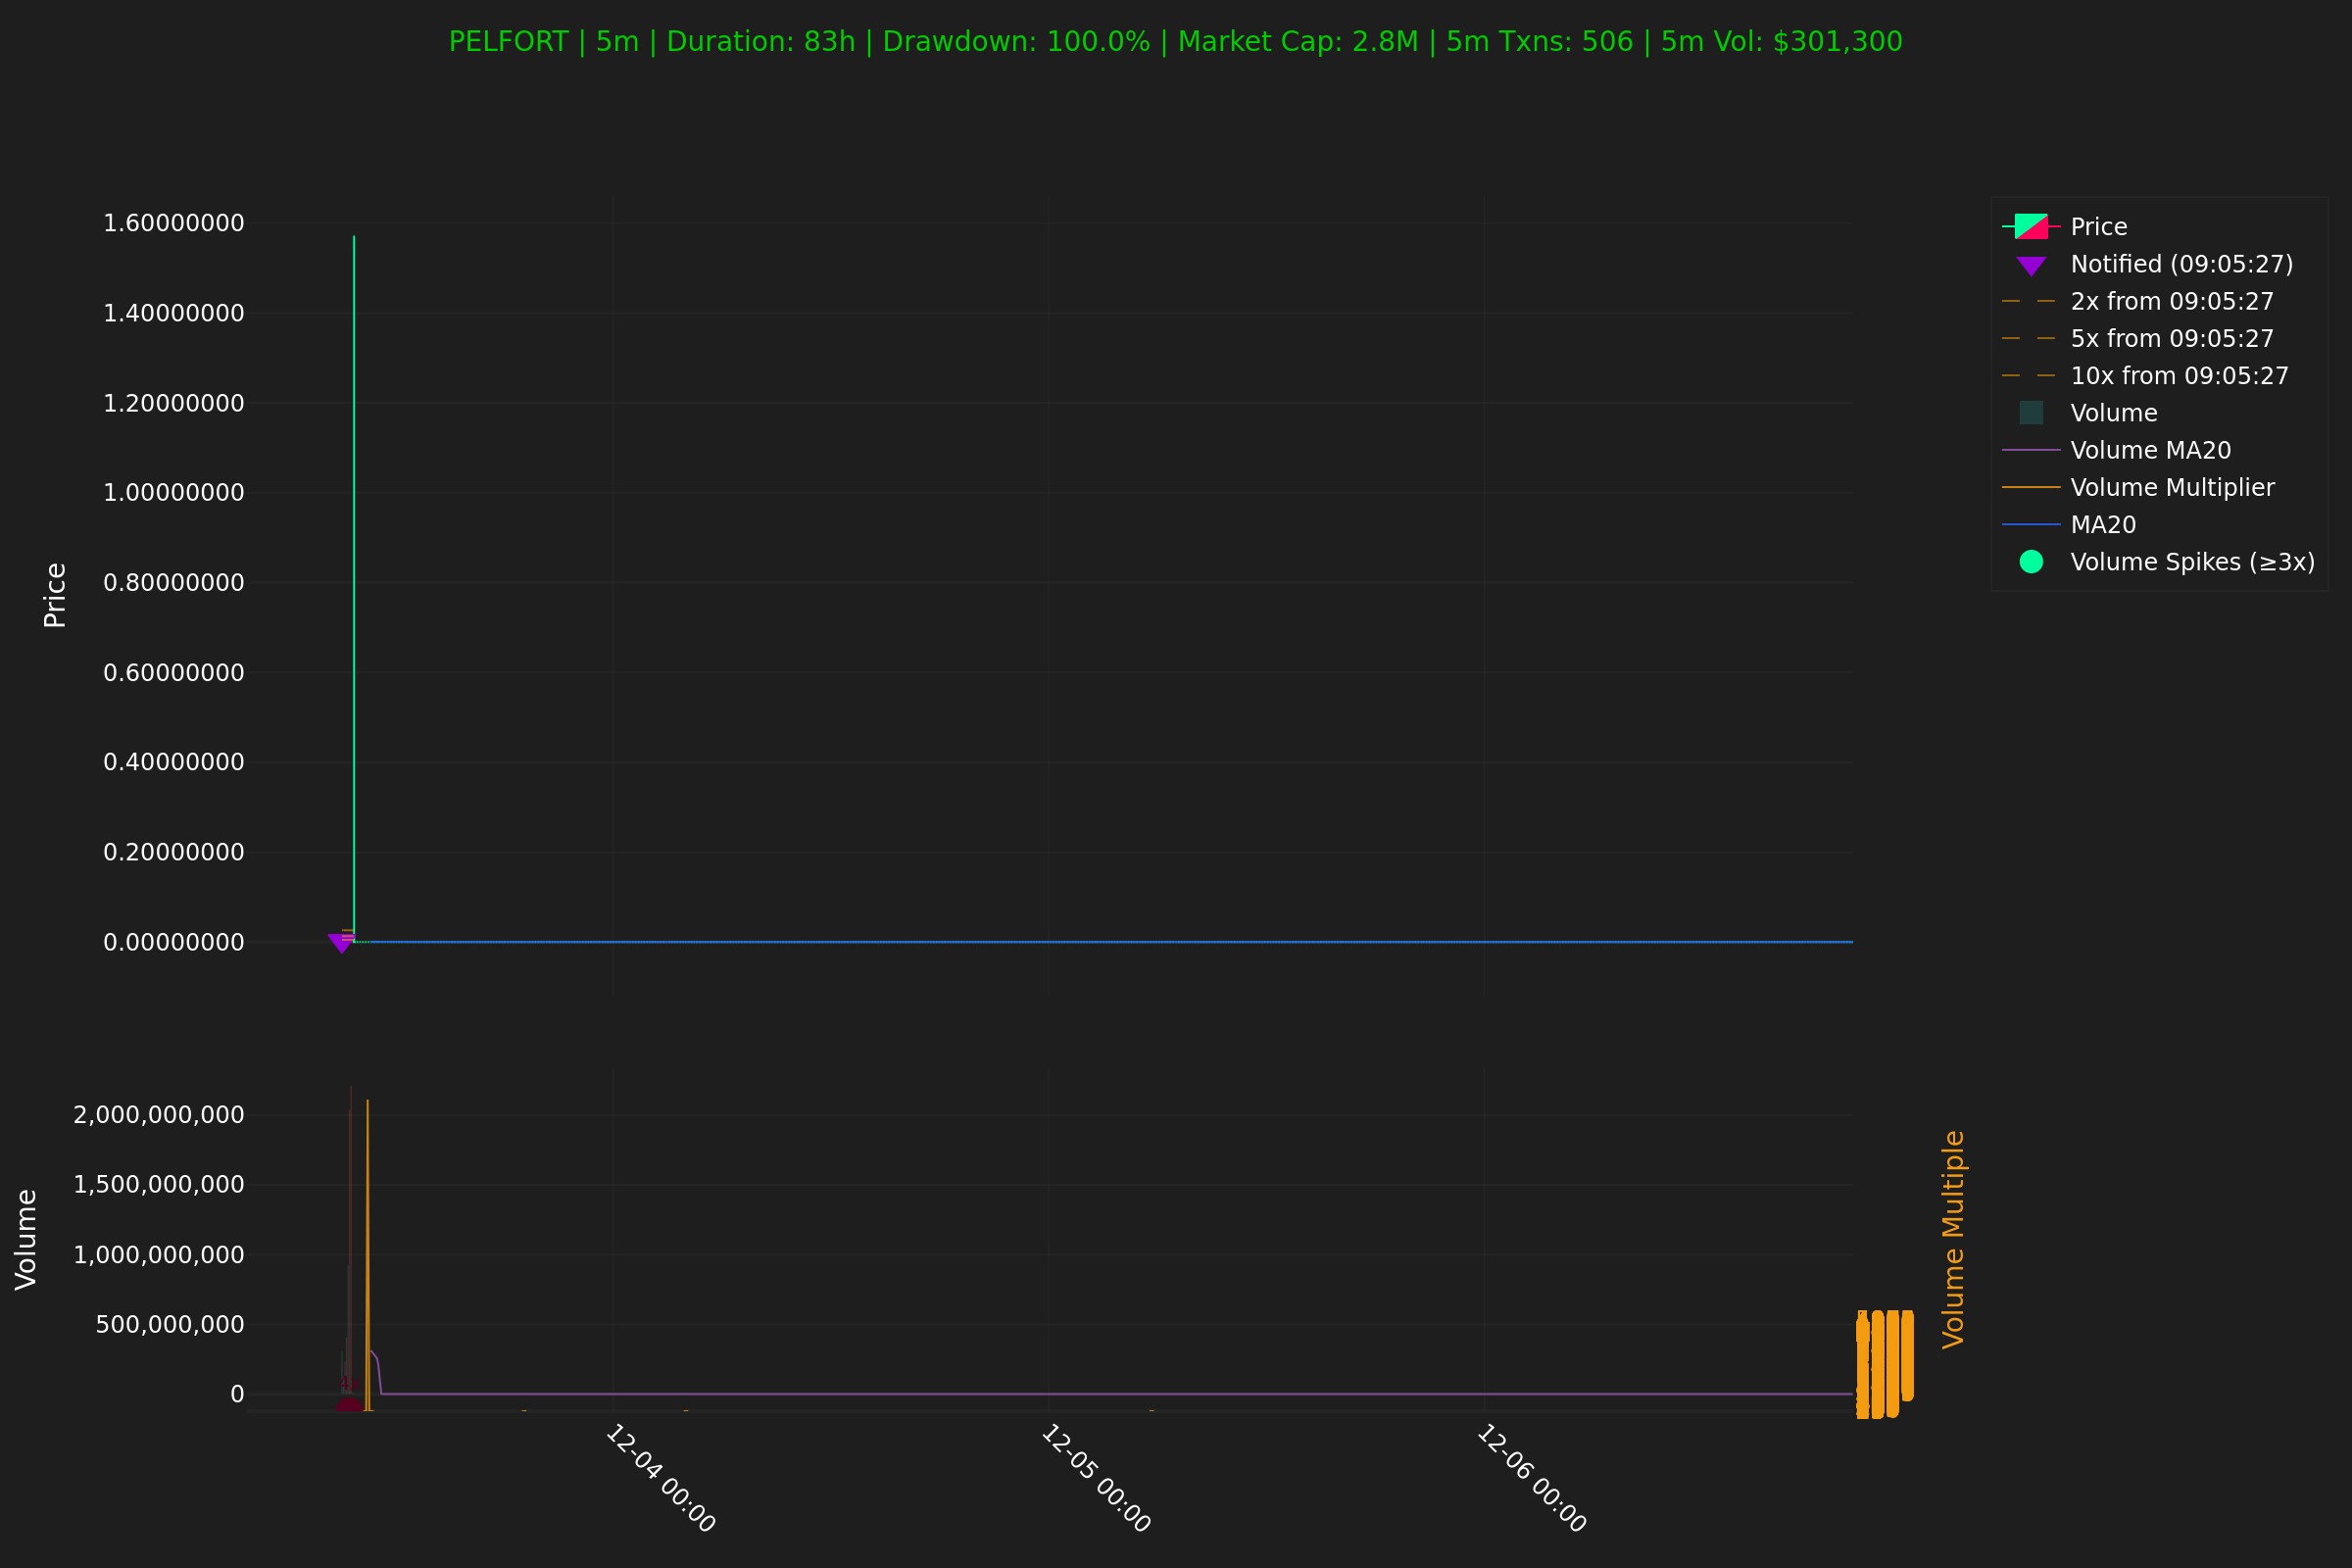 PELFORT | 5m | Duration: 83h | Drawdown: 100.0% | Market Cap: 2.8M | 5m Txns: 506 | 5m Vol: $301,300
Price
1.60000000
1.40000000
1.20000000
1.00000000
0.80000000
0.60000000
0.40000000
0.20000000
0.00000000
Price
Notified (09:05:27)
2x from 09:05:27
5x from 09:05:27
10x from 09:05:27
Volume
Volume MA20
Volume Multiplier
MA20
Volume Spikes (≥3x)
Volume
2,000,000,000
1,500,000,000
1,000,000,000
500,000,000
0
Volume Multiple
12-04 00:00
12-05 00:00
12-06 00:00